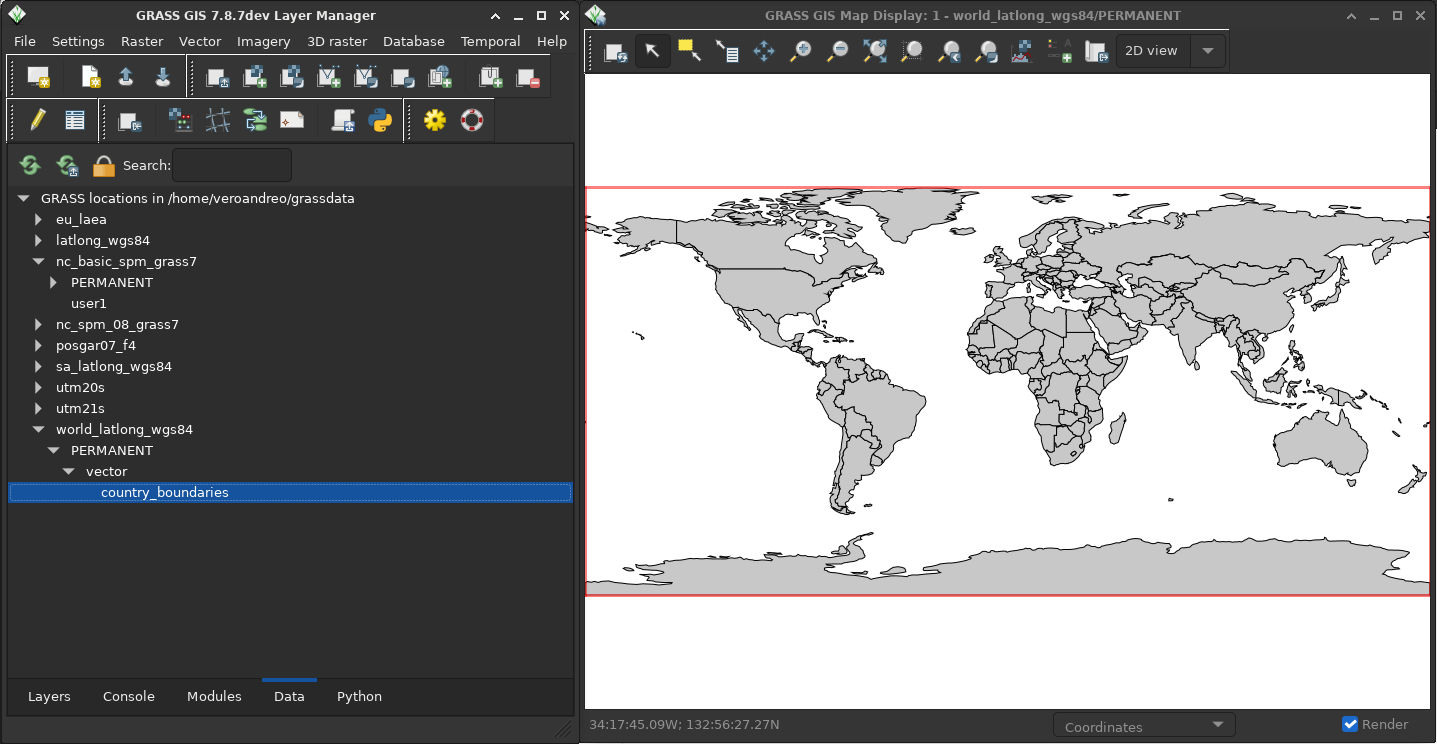 GRASS GIS 7.8.7dev Layer Manager
File Settings Raster Vector Imagery 3D raster Database Temporal Help
Search:
GRASS locations in /home/veroandreo/grassdata
eu_laea
latlong_wgs84
nc_basic_spm_grass7
PERMANENT
user1
nc_spm_08_grass7
posgar07_f4
sa_latlong_wgs84
utm20s
utm21s
world_latlong_wgs84
PERMANENT
vector
country_boundaries
Layers Console Modules Data Python
GRASS GIS Map Display: 1 - world_latlong_wgs84/PERMANENT
2D view
34:17:45.09W; 132:56:27.27N
Coordinates
Render